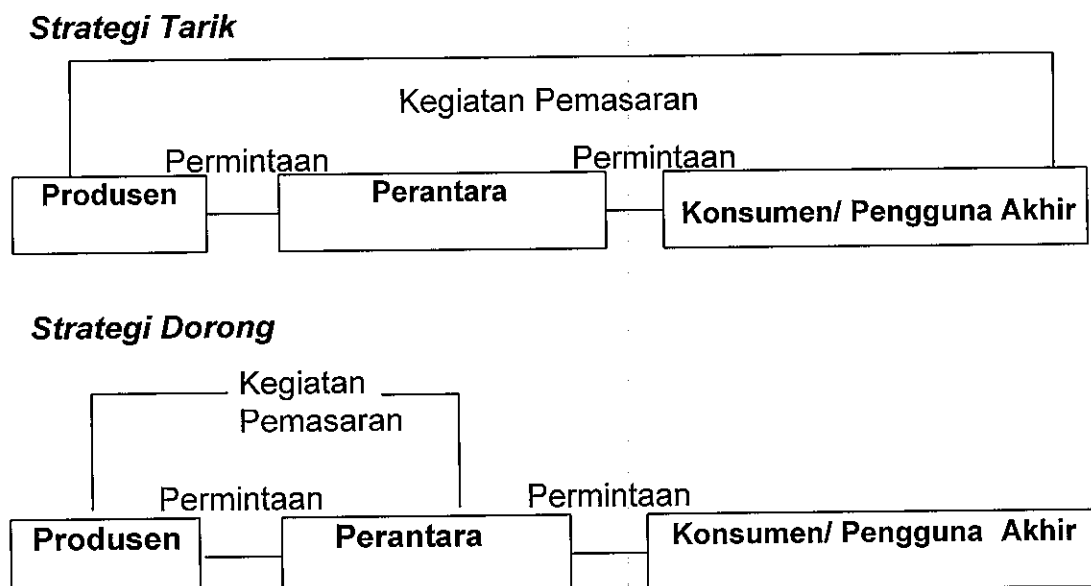 Strategi Tarik
Kegiatan Pemasaran
Permintaan Permintaan
Produsen Perantara Konsumen/ Pengguna Akhir
Strategi Dorong
Kegiatan
Pemasaran
Permintaan Permintaan
Produsen Perantara Konsumen/ Pengguna Akhir